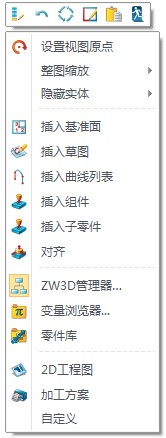 设置视图原点
整图缩放
隐藏实体
插入基准面
插入草图
插入曲线列表
插入组件
插入子零件
对齐
ZW3D管理器...
变量浏览器...
零件库
2D工程图
加工方案
自定义